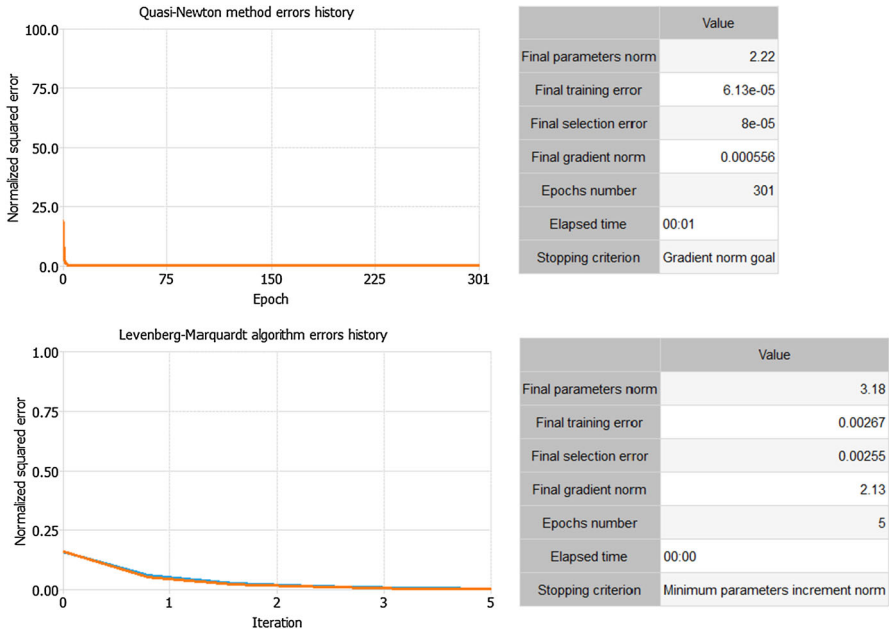 Quasi-Newton method errors history
100.0
75.0
50.0
25.0
0.0
Normalized squared error
0 75 150 225 301
Epoch
Value
Final parameters norm 2.22
Final training error 6.13e-05
Final selection error 8e-05
Final gradient norm 0.000556
Epochs number 301
Elapsed time 00:01
Stopping criterion Gradient norm goal
Levenberg-Marquardt algorithm errors history
1.00
0.75
0.50
0.25
0.00
Normalized squared error
0 1 2 3 5
Iteration
Value
Final parameters norm 3.18
Final training error 0.00267
Final selection error 0.00255
Final gradient norm 2.13
Epochs number 5
Elapsed time 00:00
Stopping criterion Minimum parameters increment norm